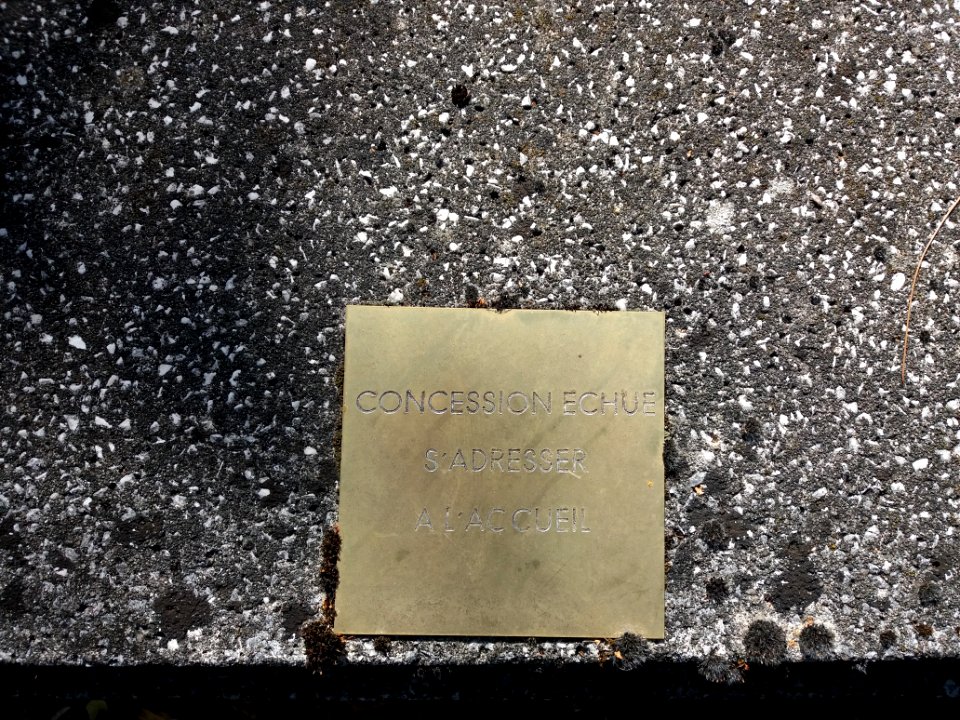 CONCESSION ECHUE
S'ADRESSER
A L'ACCUEIL